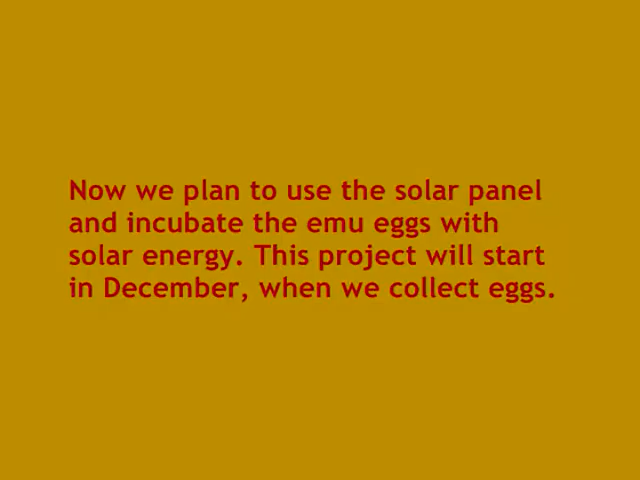 Now we plan to use the solar panel
and incubate the emu eggs with
solar energy. This project will start
in December, when we collect eggs.